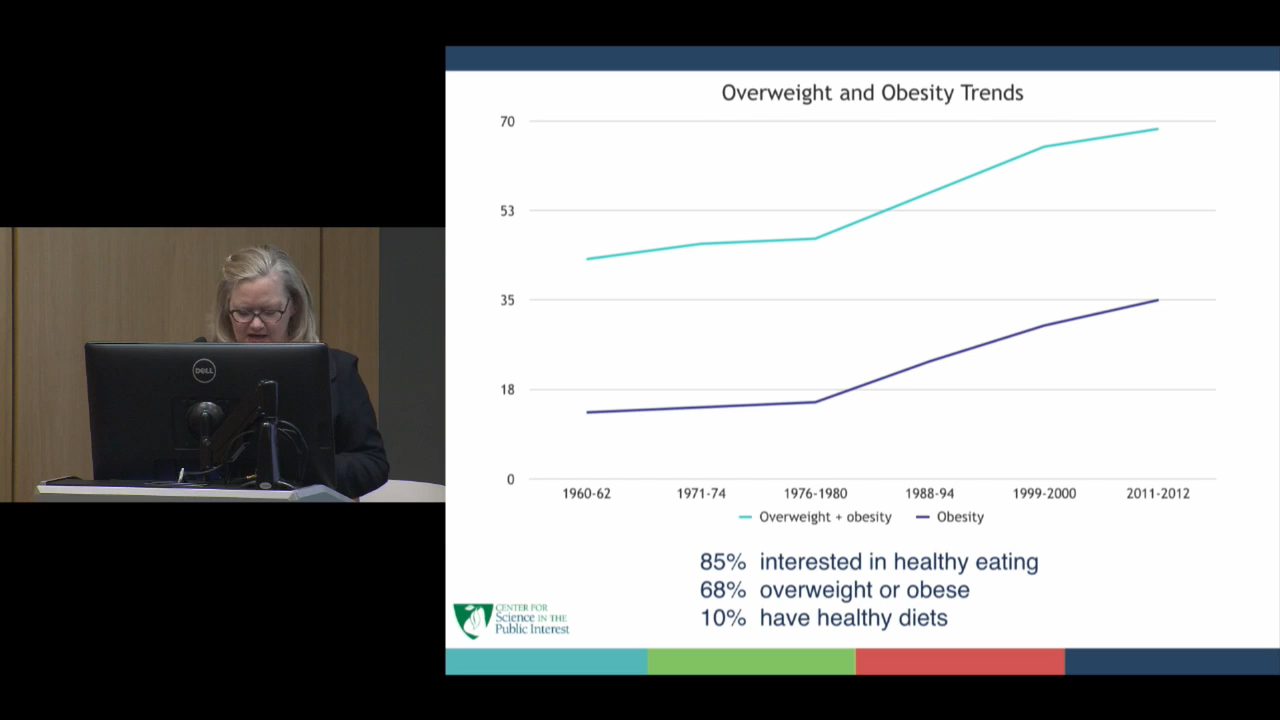 Overweight and Obesity Trends
70
53
35
18
0
1960-62 1971-74 1976-1980 1988-94 1999-2000 2011-2012
Overweight + obesity Obesity
85% interested in healthy eating
68% overweight or obese
10% have healthy diets
CENTER FOR
Science IN THE
Public Interest
DELL